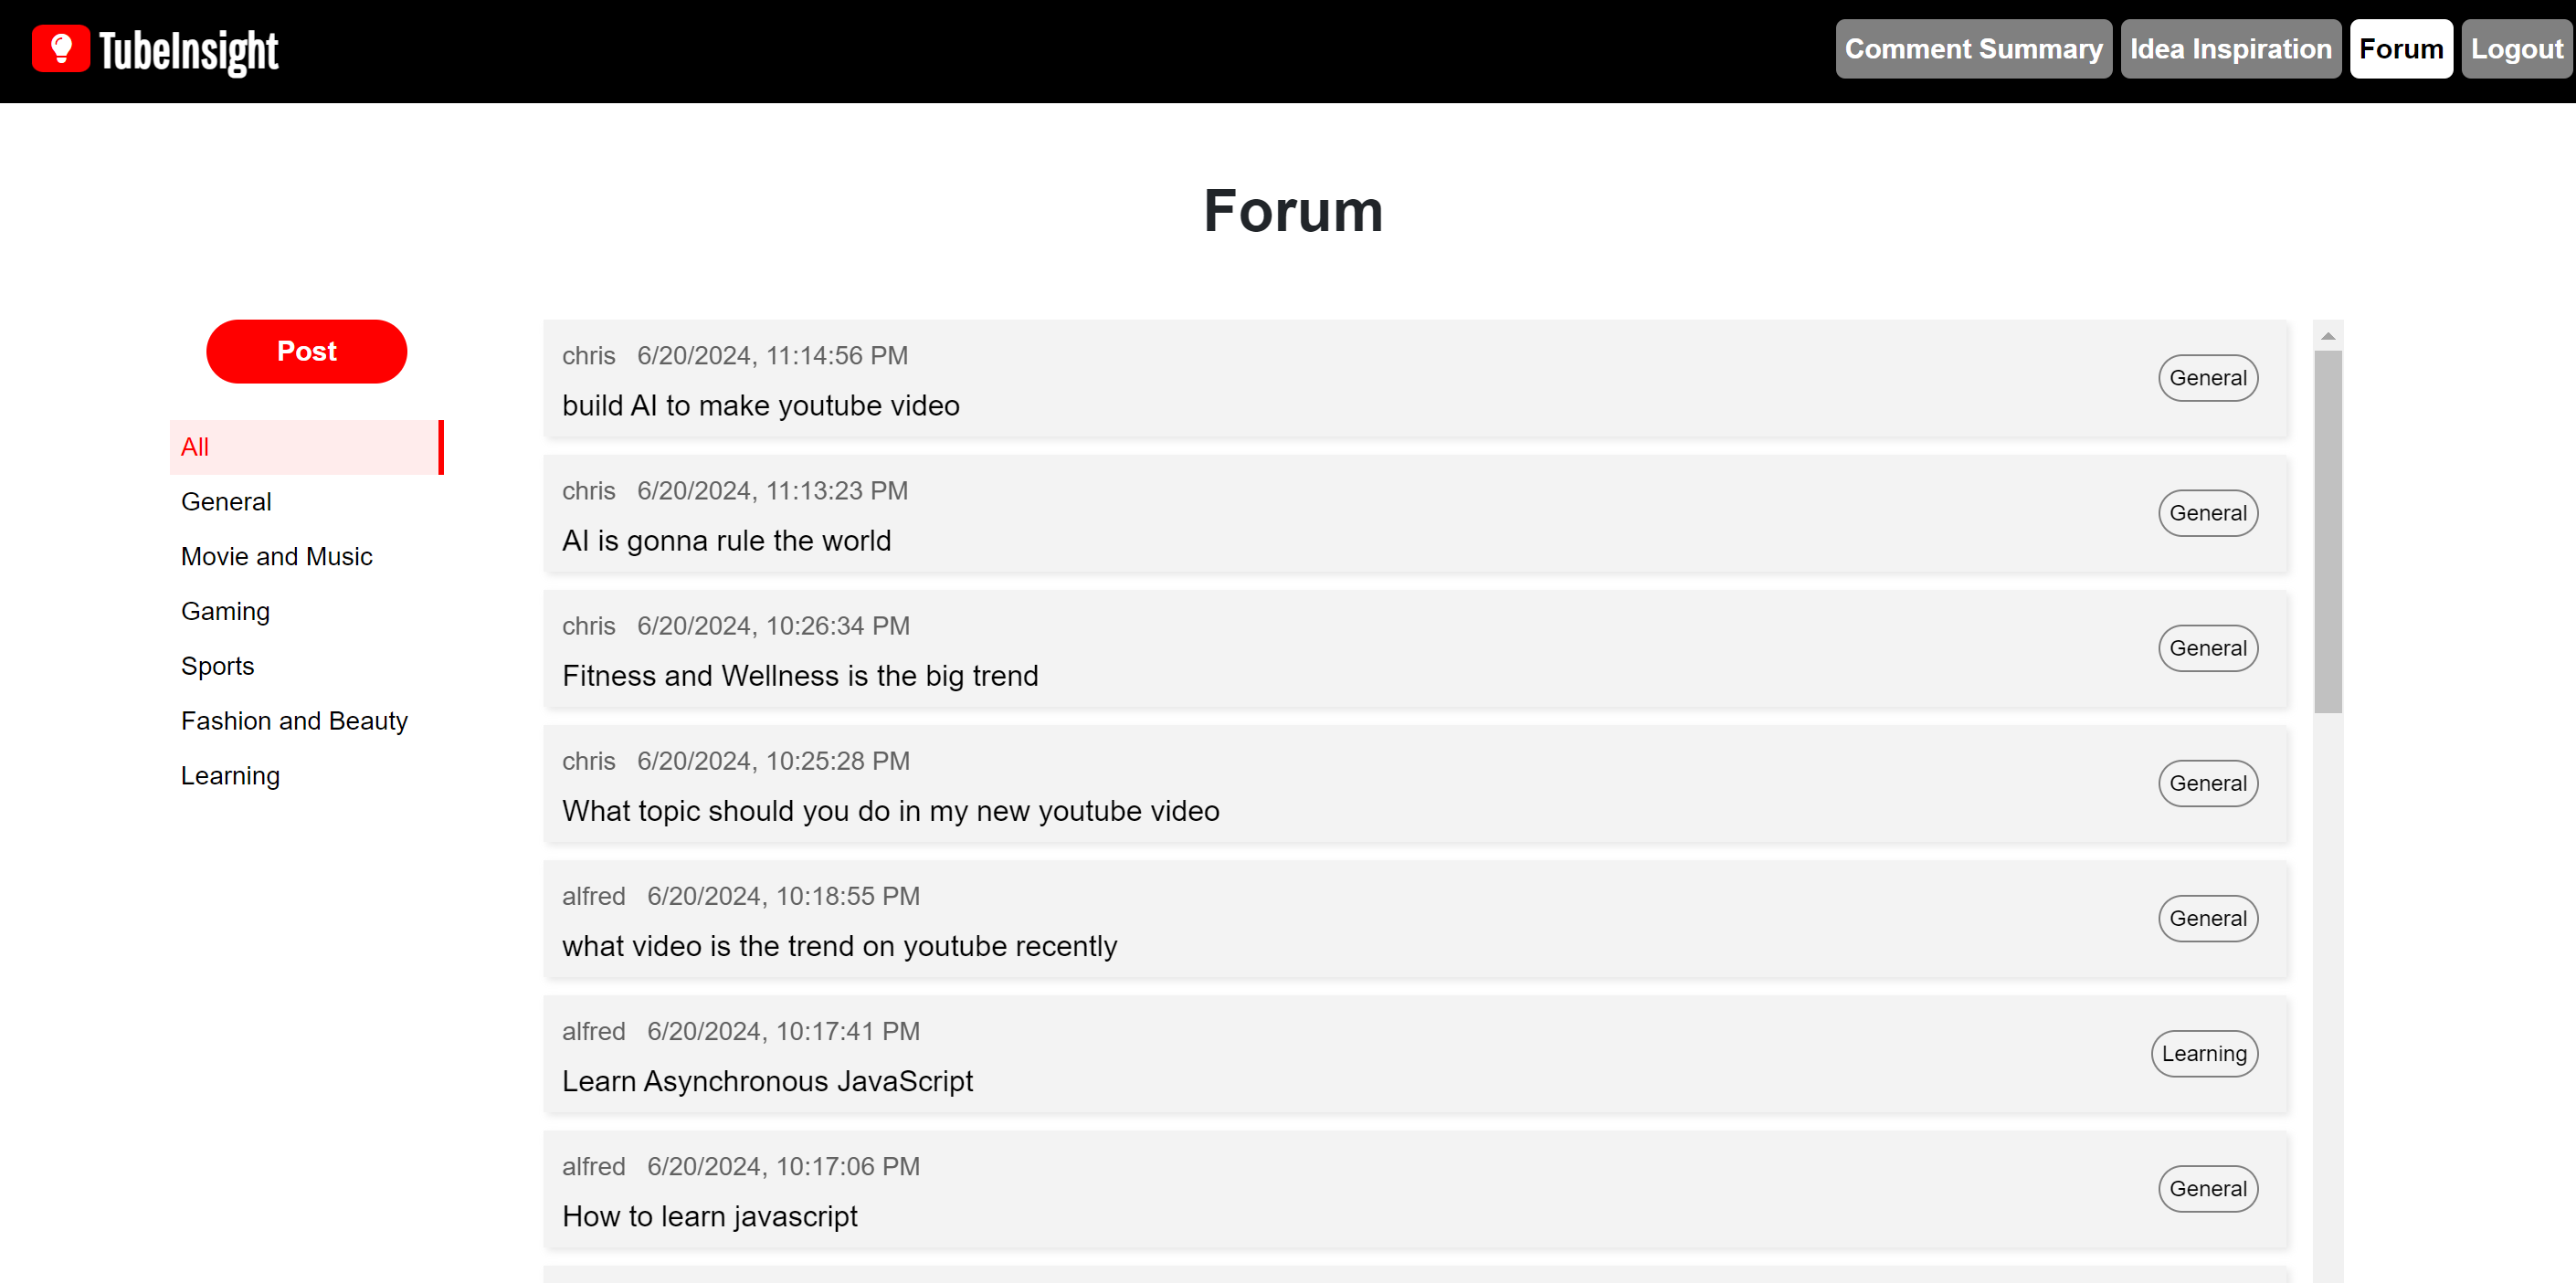 TubeInsight
Comment Summary Idea Inspiration Forum Logout
Forum
Post
All
General
Movie and Music
Gaming
Sports
Fashion and Beauty
Learning
chris 6/20/2024, 11:14:56 PM
build AI to make youtube video
General
chris 6/20/2024, 11:13:23 PM
AI is gonna rule the world
General
chris 6/20/2024, 10:26:34 PM
Fitness and Wellness is the big trend
General
chris 6/20/2024, 10:25:28 PM
What topic should you do in my new youtube video
General
alfred 6/20/2024, 10:18:55 PM
what video is the trend on youtube recently
General
alfred 6/20/2024, 10:17:41 PM
Learn Asynchronous JavaScript
Learning
alfred 6/20/2024, 10:17:06 PM
How to learn javascript
General